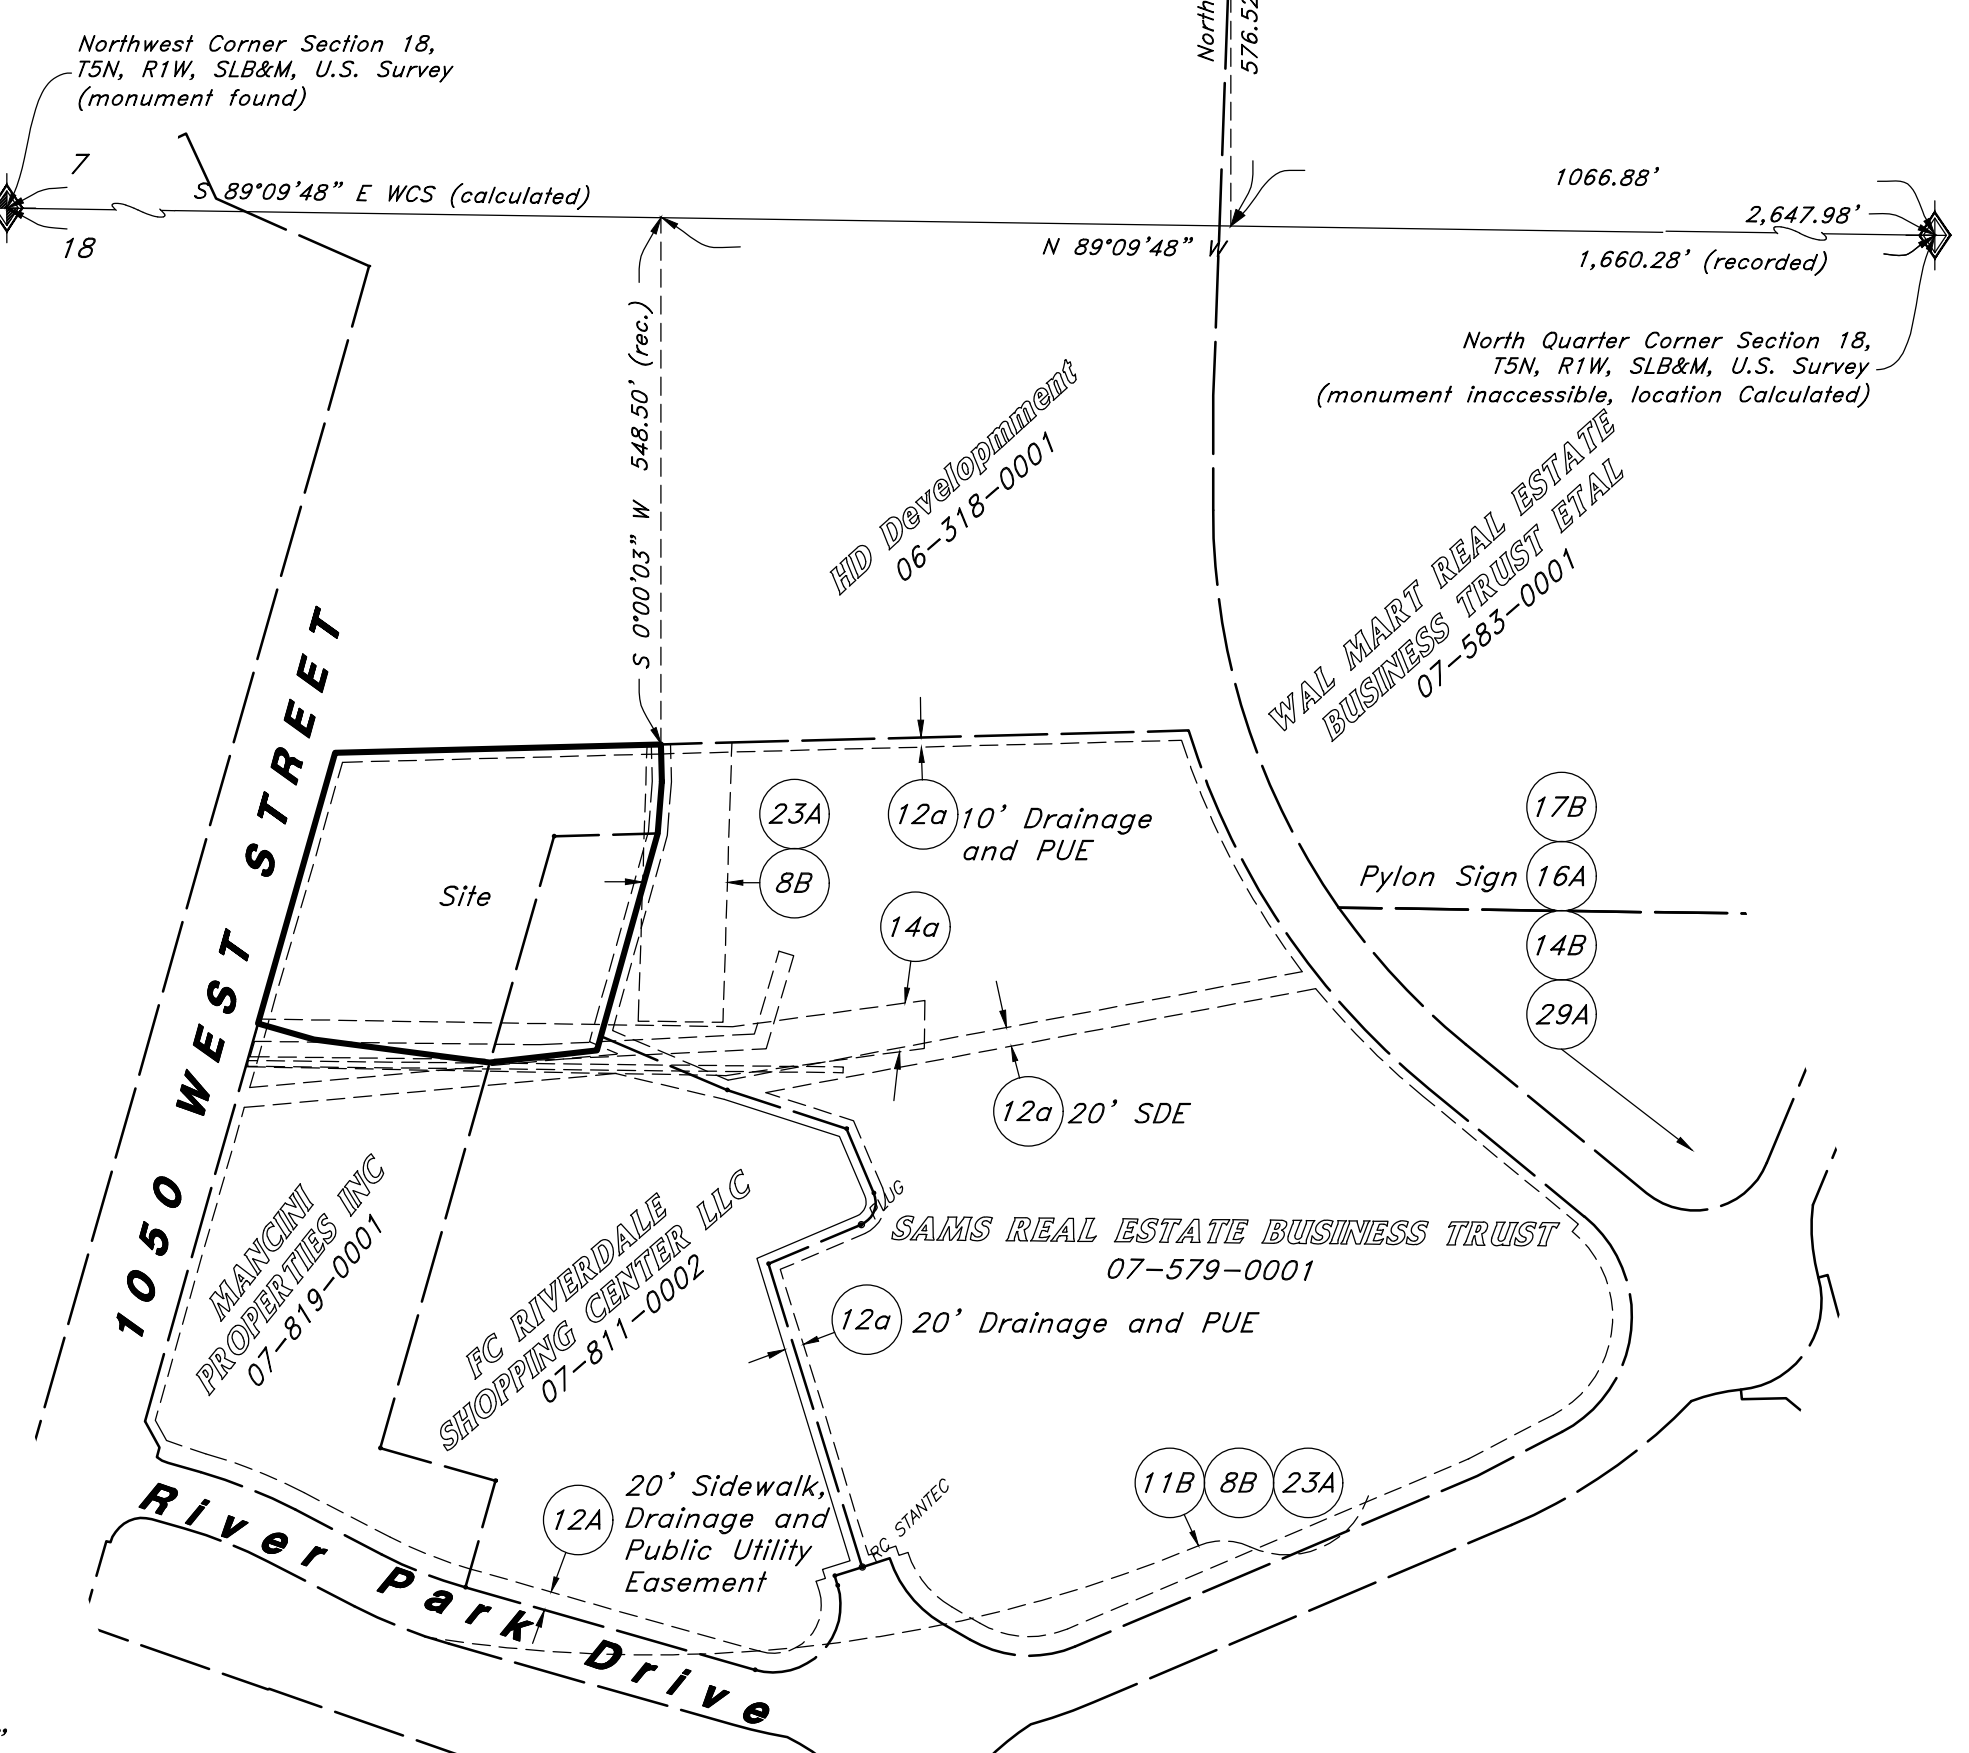 Northwest Corner Section 18,
T5N, R1W, SLB&M, U.S. Survey
(monument found)
North
576.52
7
18
S 89°09'48" E WCS (calculated)
1066.88'
2,647.98'
N 89°09'48" W
1,660.28' (recorded)
North Quarter Corner Section 18,
T5N, R1W, SLB&M, U.S. Survey
(monument inaccessible, location Calculated)
S 0°00'03" W 548.50' (rec.)
HD Developmment
06-318-0001
WAL MART REAL ESTATE
BUSINESS TRUST ETAL
07-583-0001
1050 WEST STREET
Site
23A
8B
12a 10' Drainage
and PUE
14a
17B
Pylon Sign 16A
14B
29A
12a 20' SDE
MANCINI
PROPERTIES INC
07-819-0001
FC RIVERDALE
SHOPPING CENTER LLC
07-811-0002
SAMS REAL ESTATE BUSINESS TRUST
07-579-0001
12a 20' Drainage and PUE
11B 8B 23A
12A 20' Sidewalk,
Drainage and
Public Utility
Easement
RC STANTEC
River Park Drive